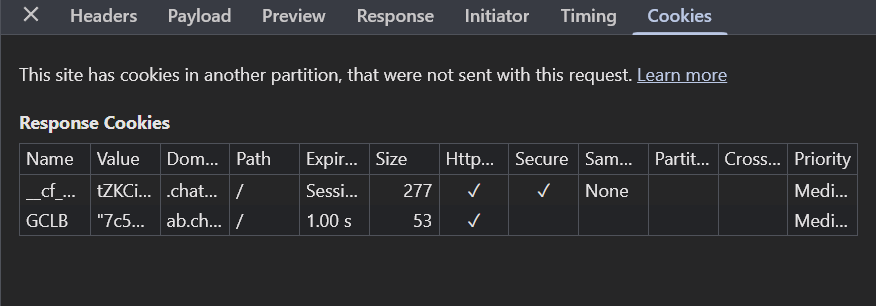 Headers Payload Preview Response Initiator Timing Cookies
This site has cookies in another partition, that were not sent with this request. Learn more
Response Cookies
Name Value Dom... Path Expir... Size Http... Secure Sam... Partit... Cross... Priority
__cf_... tZKCi... .chat... / Sessi... 277 ✓ ✓ None Medi...
GCLB "7c5... ab.ch... / 1.00 s 53 ✓ Medi...